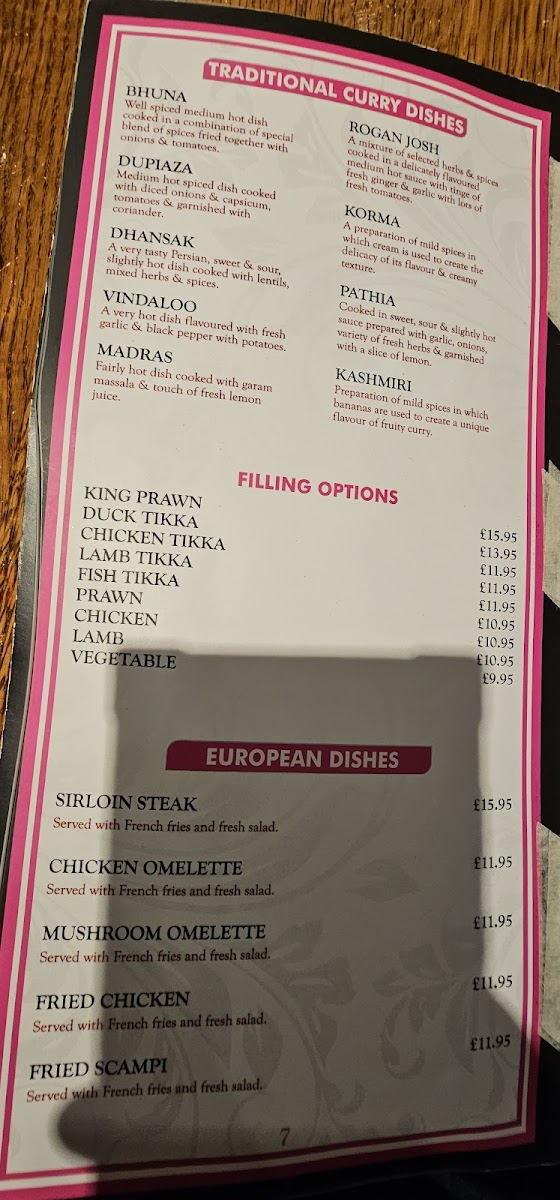 TRADITIONAL CURRY DISHES
BHUNA
Well spiced medium hot dish
cooked in a combination of special
blend of spices fried together with
onions & tomatoes.
DUPIAZA
Medium hot spiced dish cooked
with diced onions & capsicum,
tomatoes & garnished with
coriander.
DHANSAK
A very tasty Persian, sweet & sour,
slightly hot dish cooked with lentils,
mixed herbs & spices.
VINDALOO
A very hot dish flavoured with fresh
garlic & black pepper with potatoes.
MADRAS
Fairly hot dish cooked with garam
massala & touch of fresh lemon
juice.
ROGAN JOSH
A mixture of selected herbs & spices
cooked in a delicately flavoured
medium hot sauce with tinge of
fresh ginger & garlic with lots of
fresh tomatoes.
KORMA
A preparation of mild spices in
which cream is used to create the
delicacy of its flavour & creamy
texture.
PATHIA
Cooked in sweet, sour & slightly hot
sauce prepared with garlic, onions,
variety of fresh herbs & garnished
with a slice of lemon.
KASHMIRI
Preparation of mild spices in which
bananas are used to create a unique
flavour of fruity curry.
FILLING OPTIONS
KING PRAWN £15.95
DUCK TIKKA £13.95
CHICKEN TIKKA £11.95
LAMB TIKKA £11.95
FISH TIKKA £11.95
PRAWN £10.95
CHICKEN £10.95
LAMB £10.95
VEGETABLE £9.95
EUROPEAN DISHES
SIRLOIN STEAK £15.95
Served with French fries and fresh salad.
CHICKEN OMELETTE £11.95
Served with French fries and fresh salad.
MUSHROOM OMELETTE £11.95
Served with French fries and fresh salad.
FRIED CHICKEN £11.95
Served with French fries and fresh salad.
FRIED SCAMPI £11.95
Served with French fries and fresh salad.
7